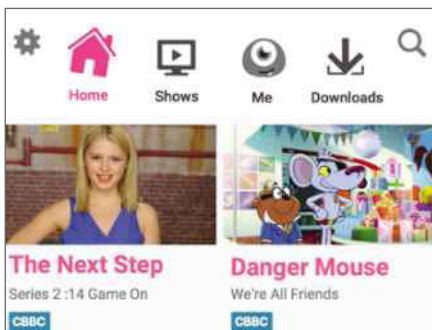 Home
Shows
Me
Downloads
The Next Step
Danger Mouse
Series 2 :14 Game On
We're All Friends
CBBC
CBBC